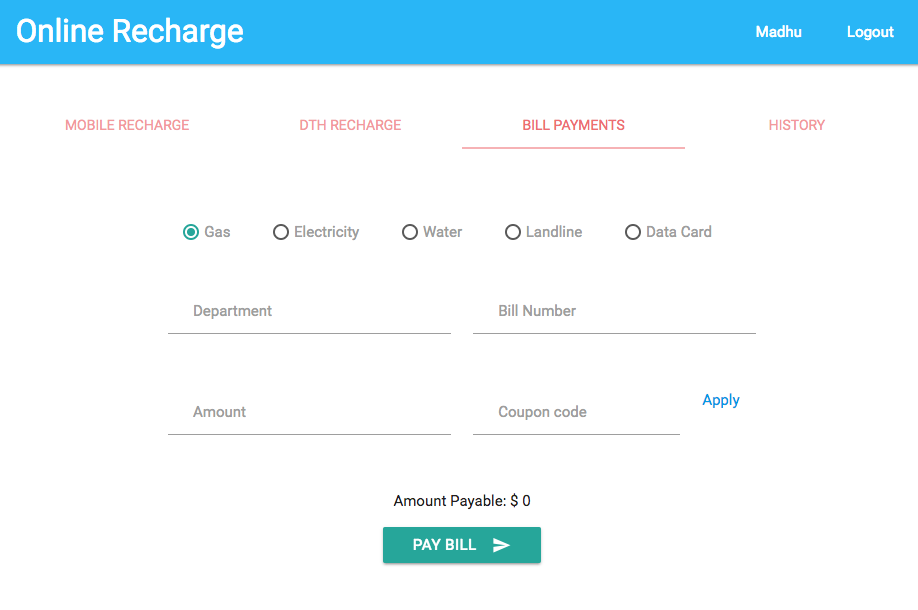 Online Recharge Madhu Logout
MOBILE RECHARGE DTH RECHARGE BILL PAYMENTS HISTORY
Gas Electricity Water Landline Data Card
Department Bill Number
Amount Coupon code Apply
Amount Payable: $ 0
PAY BILL